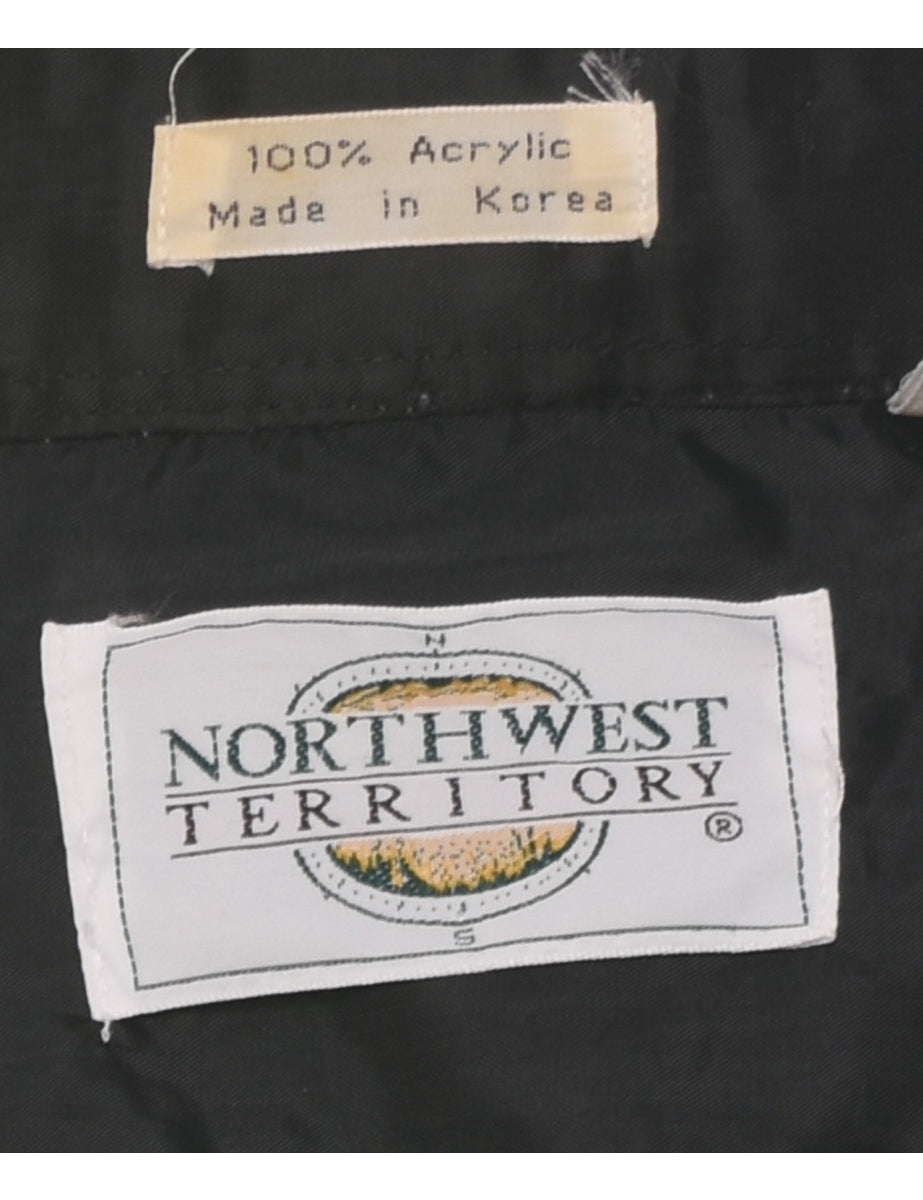 100% Acrylic
Made in Korea
N
NORTHWEST
TERRITORY
®
S